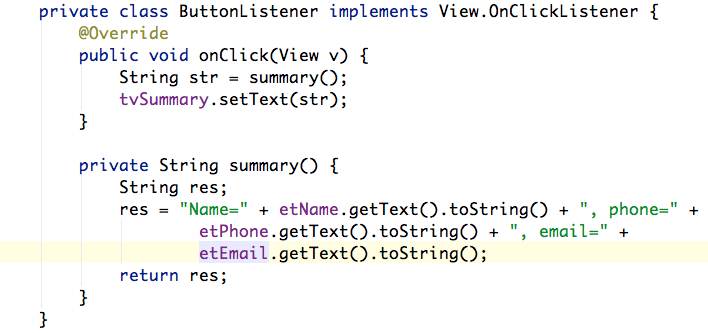 private class ButtonListener implements View.OnClickListener {
@Override
public void onClick(View v) {
String str = summary();
tvSummary.setText(str);
}
private String summary() {
String res;
res = "Name=" + etName.getText().toString() + ", phone=" +
etPhone.getText().toString() + ", email=" +
etEmail.getText().toString();
return res;
}
}